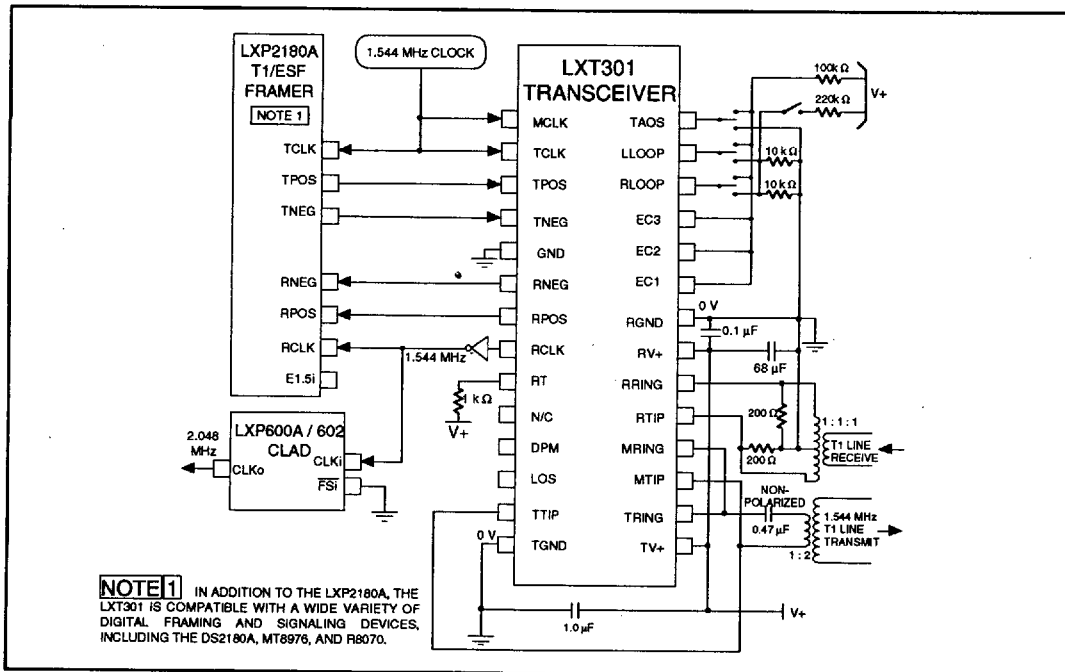 LXP2180A
T1/ESF
FRAMER
NOTE 1
TCLK
TPOS
TNEG
RNEG
RPOS
RCLK
E1.5i
1.544 MHz CLOCK
LXT301
TRANSCEIVER
MCLK
TCLK
TPOS
TNEG
GND
RNEG
RPOS
RCLK
RT
N/C
DPM
LOS
TTIP
TGND
TAOS
LLOOP
RLOOP
EC3
EC2
EC1
RGND
RV+
RRING
RTIP
MRING
MTIP
TRING
TV+
100k Ω
220k Ω
V+
10 k Ω
10 k Ω
0 V
0.1 µF
68 µF
200 Ω
200 Ω
1 : 1 : 1
T1 LINE
RECEIVE
NON-
POLARIZED
0.47 µF
1 : 2
1.544 MHz
T1 LINE
TRANSMIT
1.544 MHz
1 k Ω
V+
LXP600A / 602
CLAD
CLKo
CLKi
FSi
2.048
MHz
0 V
1.0 µF
V+
NOTE 1 IN ADDITION TO THE LXP2180A, THE
LXT301 IS COMPATIBLE WITH A WIDE VARIETY OF
DIGITAL FRAMING AND SIGNALING DEVICES,
INCLUDING THE DS2180A, MT8976, AND R8070.